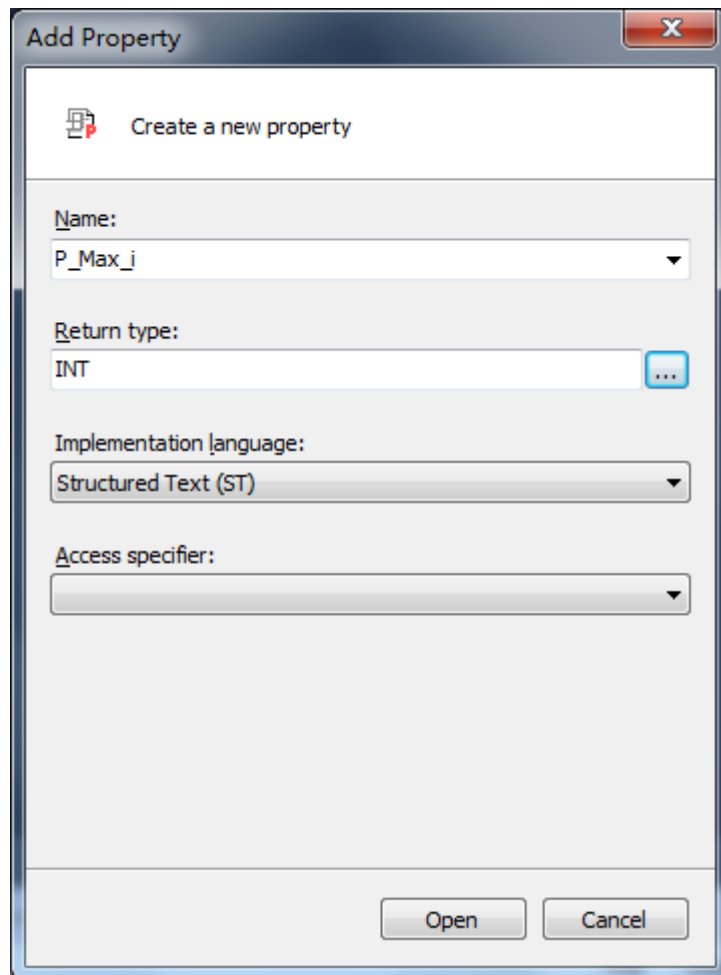 Add Property
Create a new property
Name:
P_Max_i
Return type:
INT
...
Implementation language:
Structured Text (ST)
Access specifier:
Open
Cancel